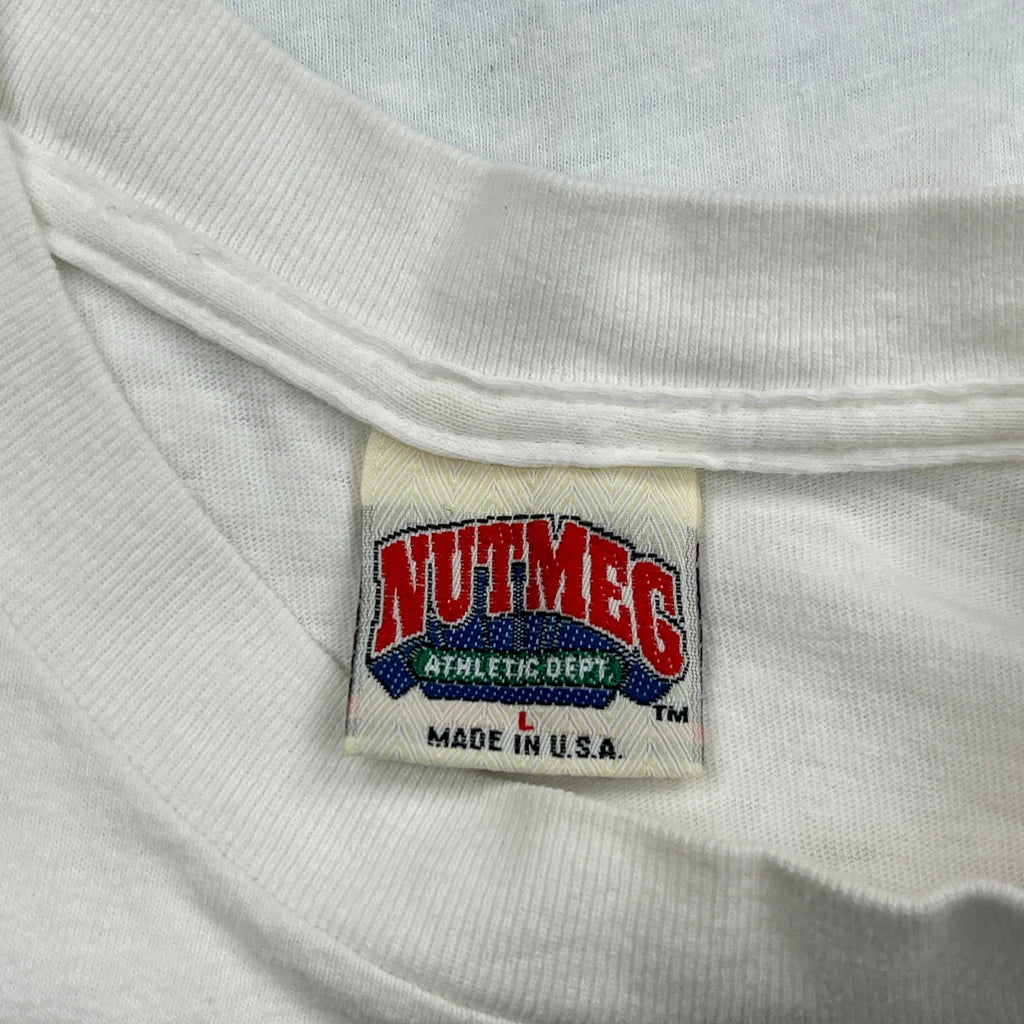 NUTMEG
ATHLETIC DEPT.
TM
L
MADE IN U.S.A.